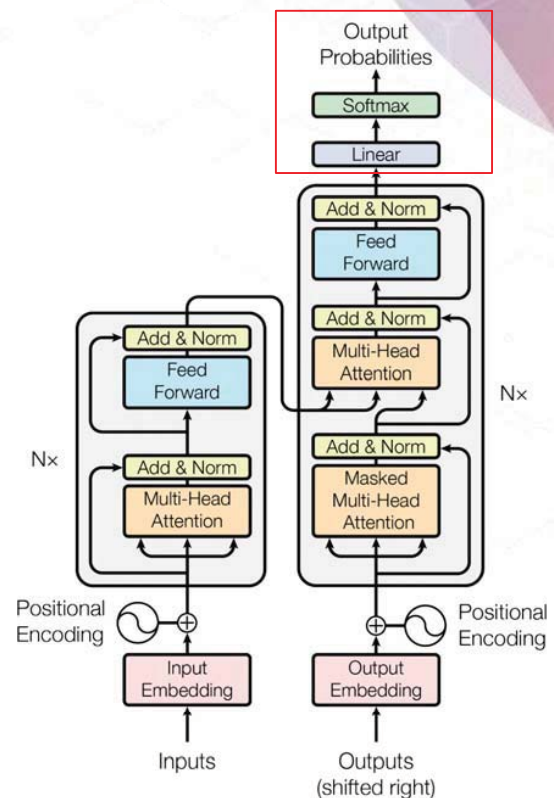 Output
Probabilities
Softmax
Linear
Add & Norm
Feed
Forward
Add & Norm
Multi-Head
Attention
Add & Norm
Masked
Multi-Head
Attention
Nx
Add & Norm
Feed
Forward
Add & Norm
Multi-Head
Attention
Nx
Positional
Encoding
Positional
Encoding
Input
Embedding
Output
Embedding
Inputs
Outputs
(shifted right)